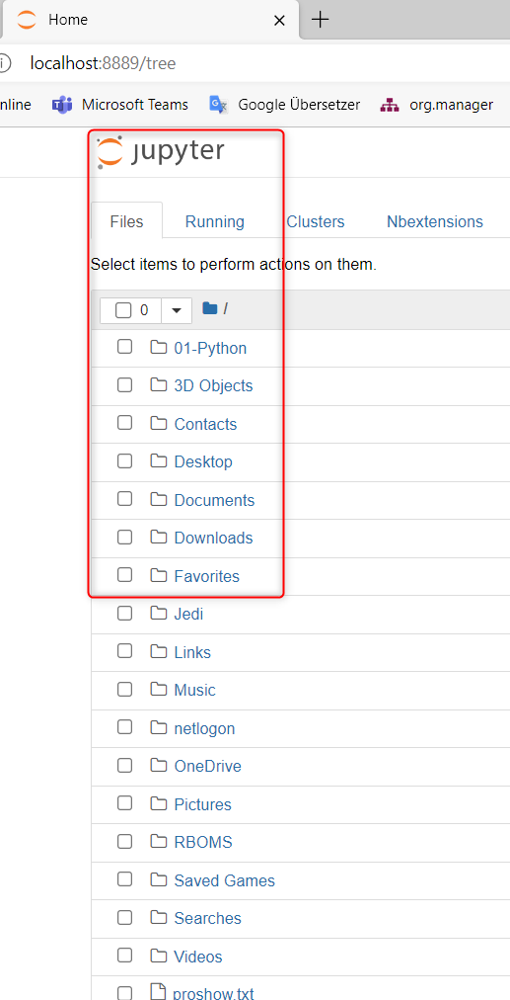 Home
localhost:8889/tree
nline Microsoft Teams Google Übersetzer org.manager
jupyter
Files Running Clusters Nbextensions
Select items to perform actions on them.
0 /
01-Python
3D Objects
Contacts
Desktop
Documents
Downloads
Favorites
Jedi
Links
Music
netlogon
OneDrive
Pictures
RBOMS
Saved Games
Searches
Videos
proshow.txt